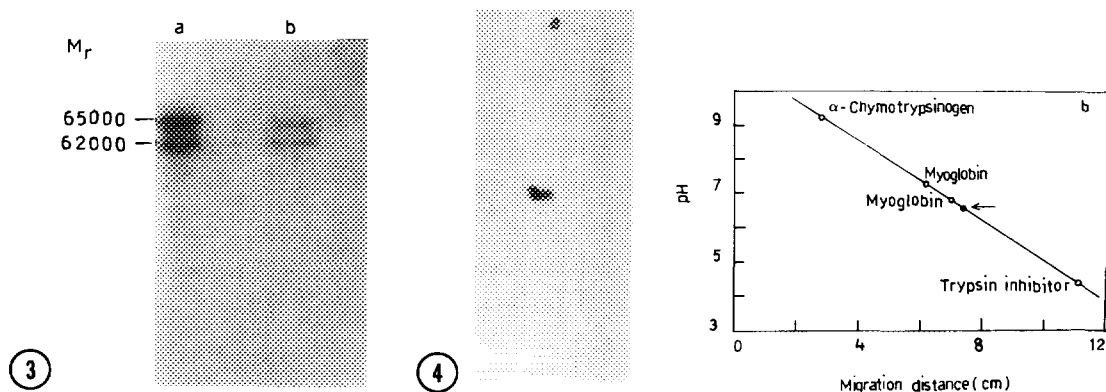 a b
Mr
65000
62000
3
4
b
9
α-Chymotrypsinogen
Myoglobin
7
Myoglobin
pH
5
Trypsin inhibitor
3
0 4 8 12
Migration distance (cm)